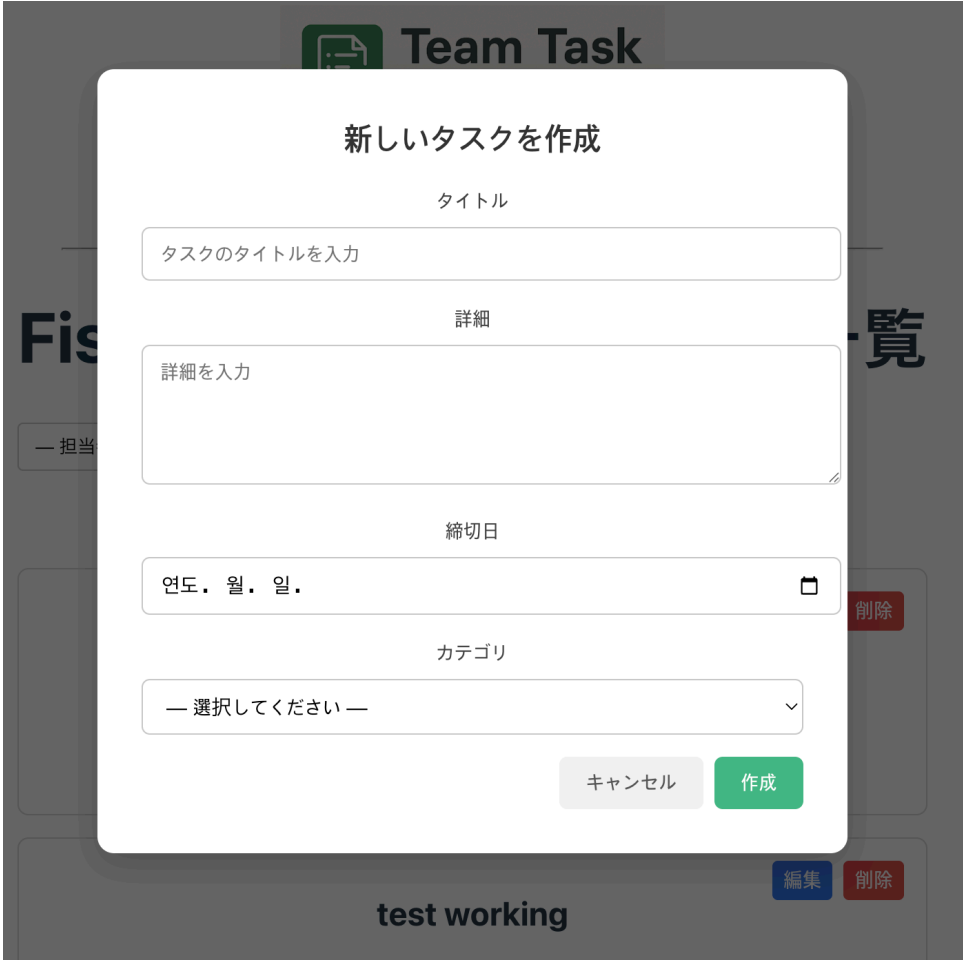 Team Task
新しいタスクを作成
タイトル
タスクのタイトルを入力
詳細
覧
詳細を入力
— 担当
締切日
연도. 월. 일.
削除
カテゴリ
— 選択してください —
キャンセル 作成
編集 削除
test working